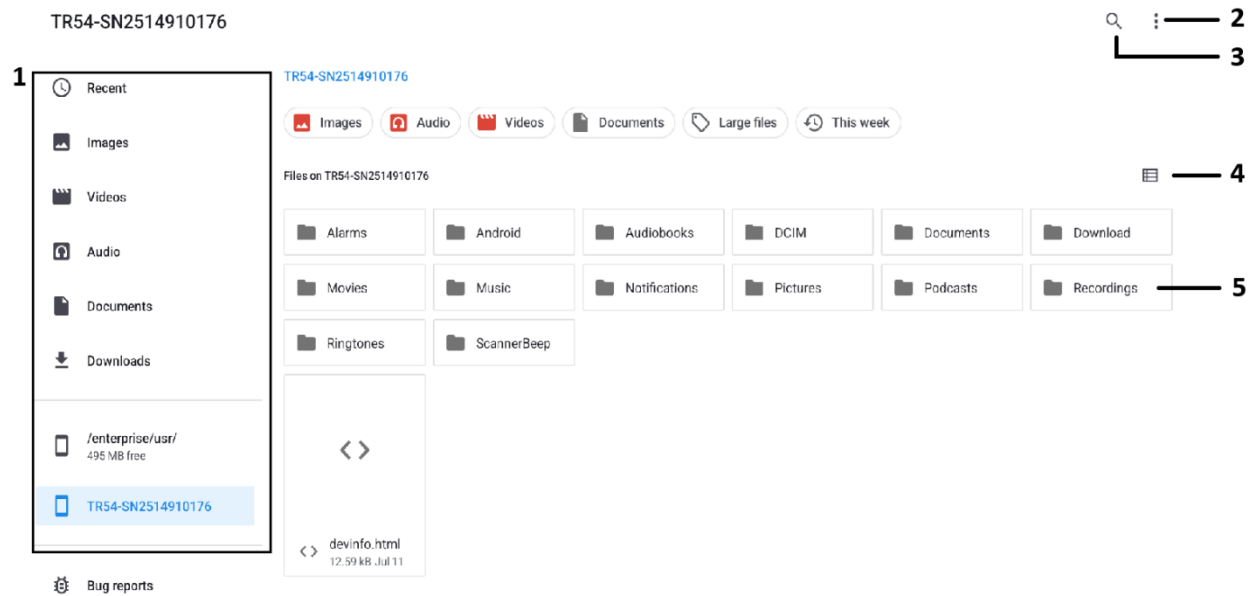 TR54-SN2514910176
2
3
1
Recent
Images
Videos
Audio
Documents
Downloads
/enterprise/usr/
495 MB free
TR54-SN2514910176
Bug reports
TR54-SN2514910176
Images Audio Videos Documents Large files This week
Files on TR54-SN2514910176
4
Alarms Android Audiobooks DCIM Documents Download
Movies Music Notifications Pictures Podcasts Recordings
5
Ringtones ScannerBeep
devinfo.html
12.59 kB Jul 11